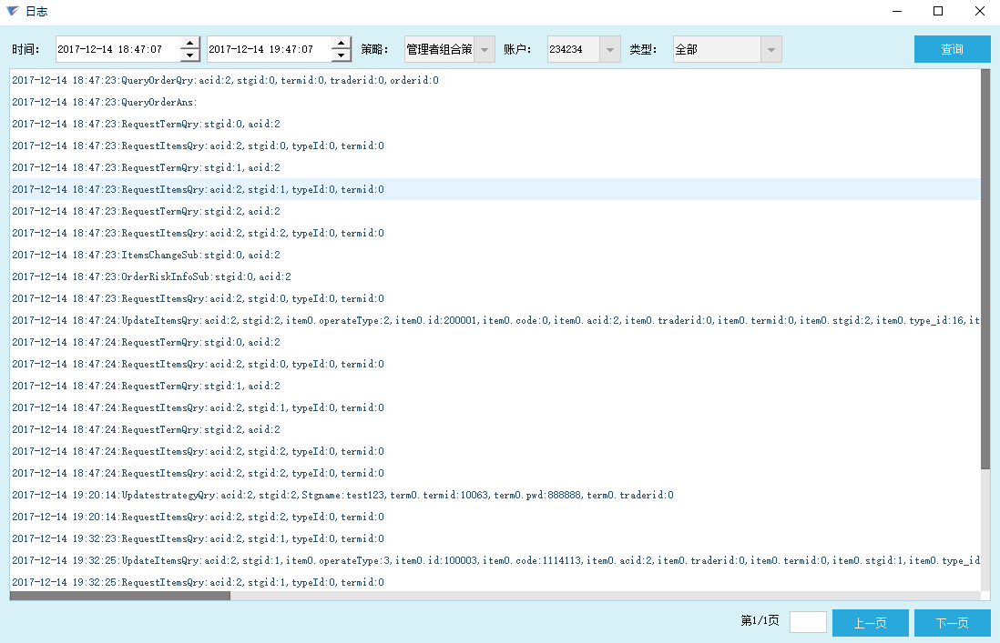 日志
时间: 2017-12-14 18:47:07 2017-12-14 19:47:07 策略: 管理者组合策 账户: 234234 类型: 全部 查询
2017-12-14 18:47:23:QueryOrderQry:acid:2,stgid:0,termid:0,traderid:0,orderid:0
2017-12-14 18:47:23:QueryOrderAns:
2017-12-14 18:47:23:RequestTermQry:stgid:0,acid:2
2017-12-14 18:47:23:RequestItemsQry:acid:2,stgid:0,typeId:0,termid:0
2017-12-14 18:47:23:RequestTermQry:stgid:1,acid:2
2017-12-14 18:47:23:RequestItemsQry:acid:2,stgid:1,typeId:0,termid:0
2017-12-14 18:47:23:RequestTermQry:stgid:2,acid:2
2017-12-14 18:47:23:RequestItemsQry:acid:2,stgid:2,typeId:0,termid:0
2017-12-14 18:47:23:ItemsChangeSub:stgid:0,acid:2
2017-12-14 18:47:23:OrderRiskInfoSub:stgid:0,acid:2
2017-12-14 18:47:23:RequestItemsQry:acid:2,stgid:0,typeId:0,termid:0
2017-12-14 18:47:24:UpdateItemsQry:acid:2,stgid:2,item0.operateType:2,item0.id:200001,item0.code:0,item0.acid:2,item0.traderid:0,item0.termid:0,item0.stgid:2,item0.type_id:16,it
2017-12-14 18:47:24:RequestTermQry:stgid:0,acid:2
2017-12-14 18:47:24:RequestItemsQry:acid:2,stgid:0,typeId:0,termid:0
2017-12-14 18:47:24:RequestTermQry:stgid:1,acid:2
2017-12-14 18:47:24:RequestItemsQry:acid:2,stgid:1,typeId:0,termid:0
2017-12-14 18:47:24:RequestTermQry:stgid:2,acid:2
2017-12-14 18:47:24:RequestItemsQry:acid:2,stgid:2,typeId:0,termid:0
2017-12-14 18:47:24:RequestItemsQry:acid:2,stgid:2,typeId:0,termid:0
2017-12-14 19:20:14:UpdatestrategyQry:acid:2,stgid:2,Stgname:test123,term0.termid:10063,term0.pwd:888888,term0.traderid:0
2017-12-14 19:20:14:RequestItemsQry:acid:2,stgid:2,typeId:0,termid:0
2017-12-14 19:32:23:RequestItemsQry:acid:2,stgid:1,typeId:0,termid:0
2017-12-14 19:32:25:UpdateItemsQry:acid:2,stgid:1,item0.operateType:3,item0.id:100003,item0.code:1114113,item0.acid:2,item0.traderid:0,item0.termid:0,item0.stgid:1,item0.type_id
2017-12-14 19:32:25:RequestItemsQry:acid:2,stgid:1,typeId:0,termid:0
第1/1页 上一页 下一页